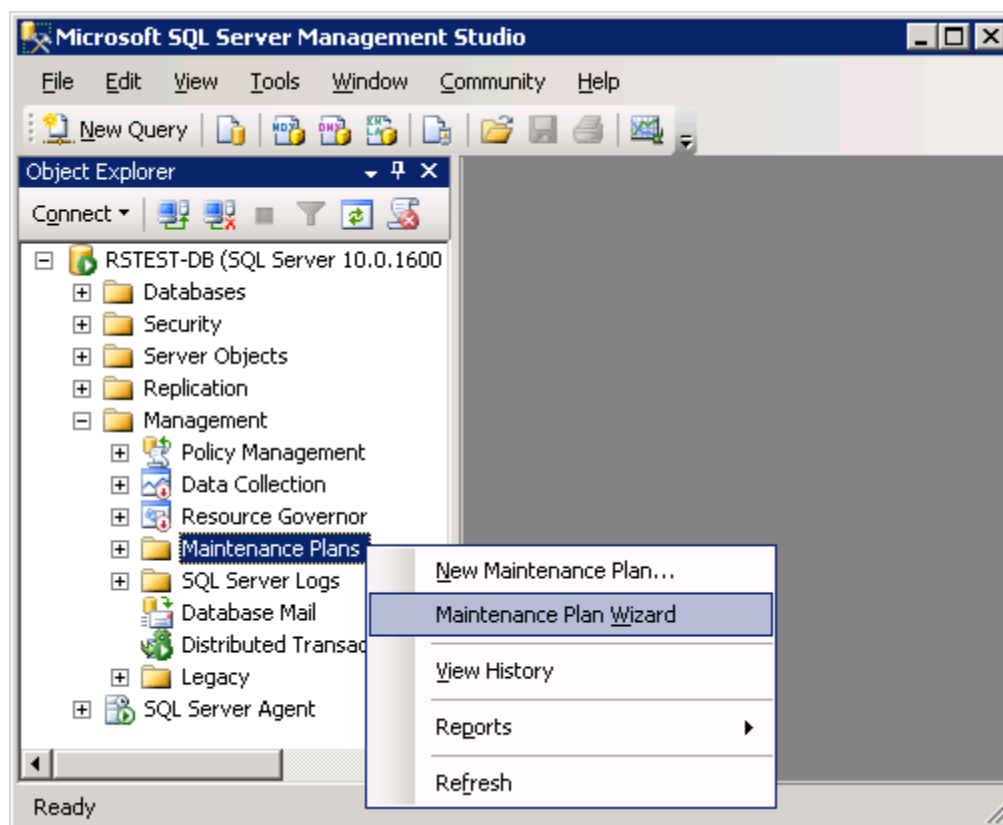 Microsoft SQL Server Management Studio
File Edit View Tools Window Community Help
New Query MDX DMX XMLA
Object Explorer
Connect
RSTEST-DB (SQL Server 10.0.1600
Databases
Security
Server Objects
Replication
Management
Policy Management
Data Collection
Resource Governor
Maintenance Plans
SQL Server Logs
Database Mail
Distributed Transac
Legacy
SQL Server Agent
New Maintenance Plan...
Maintenance Plan Wizard
View History
Reports
Refresh
Ready